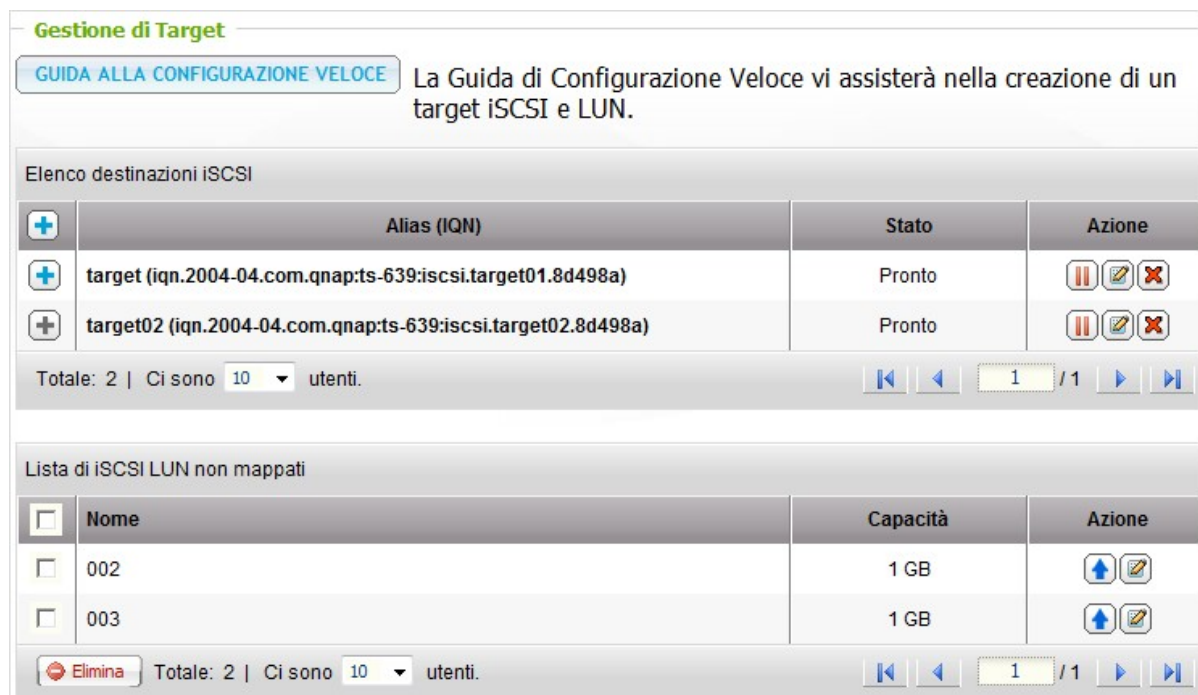 Gestione di Target
GUIDA ALLA CONFIGURAZIONE VELOCE
La Guida di Configurazione Veloce vi assisterà nella creazione di un
target iSCSI e LUN.
Elenco destinazioni iSCSI
Alias (IQN) Stato Azione
target (iqn.2004-04.com.qnap:ts-639:iscsi.target01.8d498a) Pronto
target02 (iqn.2004-04.com.qnap:ts-639:iscsi.target02.8d498a) Pronto
Totale: 2 | Ci sono 10 utenti. 1 / 1
Lista di iSCSI LUN non mappati
Nome Capacità Azione
002 1 GB
003 1 GB
Elimina Totale: 2 | Ci sono 10 utenti. 1 / 1